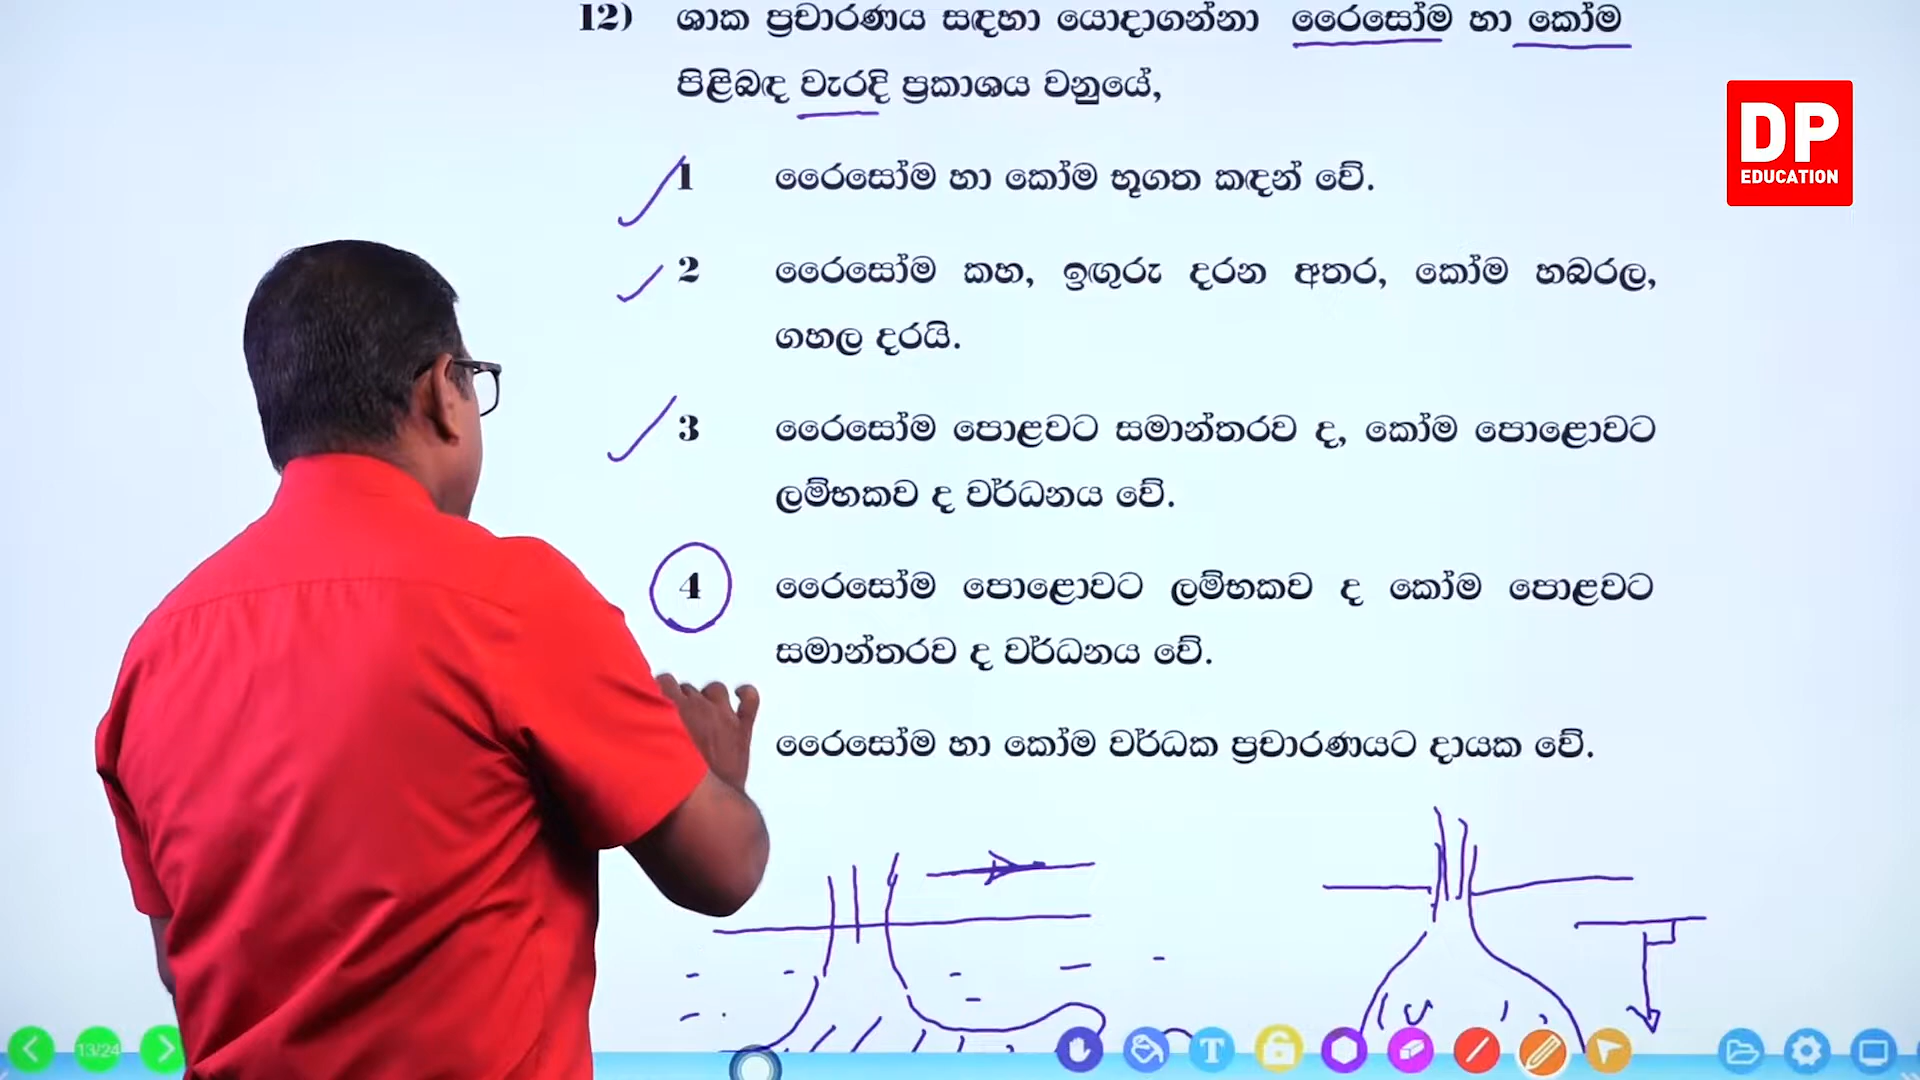 12) ශාක ප්‍රචාරණය සඳහා යොදාගන්නා රෛසෝම හා කෝම
පිළිබඳ වැරදි ප්‍රකාශය වනුයේ,
1 රෛසෝම හා කෝම භූගත කඳන් වේ.
2 රෛසෝම කහ, ඉඟුරු දරන අතර, කෝම හබරල,
ගහල දරයි.
3 රෛසෝම පොළවට සමාන්තරව ද, කෝම පොළොවට
ලම්භකව ද වර්ධනය වේ.
4 රෛසෝම පොළොවට ලම්භකව ද කෝම පොළවට
සමාන්තරව ද වර්ධනය වේ.
රෛසෝම හා කෝම වර්ධක ප්‍රචාරණයට දායක වේ.
DP
EDUCATION
13/24
T